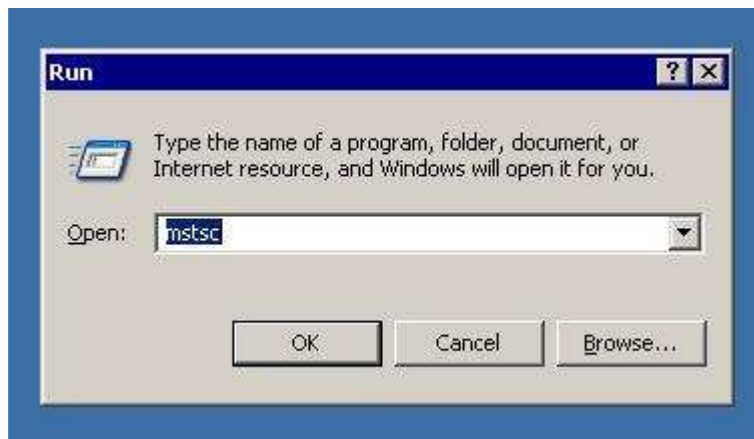 Run
Type the name of a program, folder, document, or
Internet resource, and Windows will open it for you.
Open: mstsc
OK Cancel Browse...